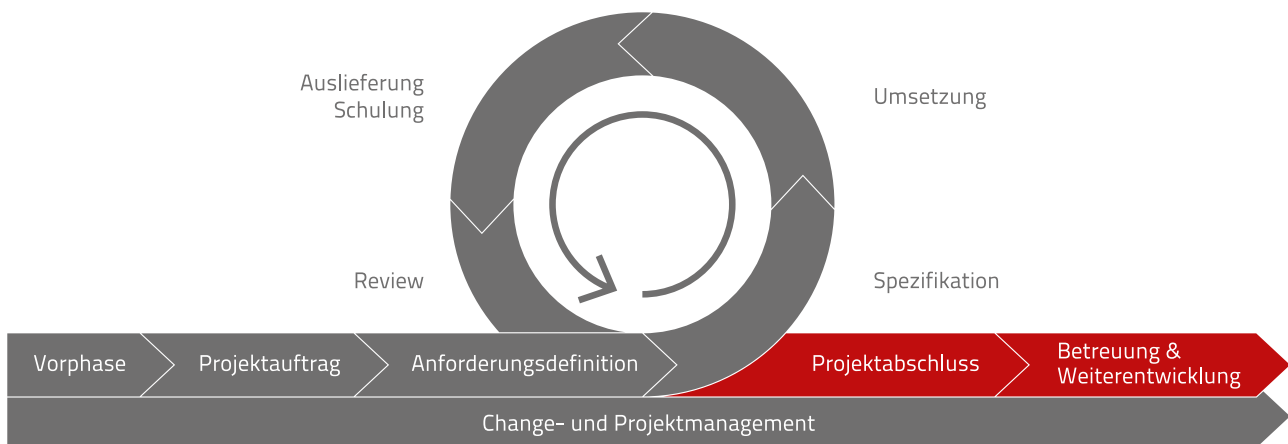 Auslieferung
Schulung
Umsetzung
Review
Spezifikation
Vorphase
Projektauftrag
Anforderungsdefinition
Projektabschluss
Betreuung &
Weiterentwicklung
Change- und Projektmanagement